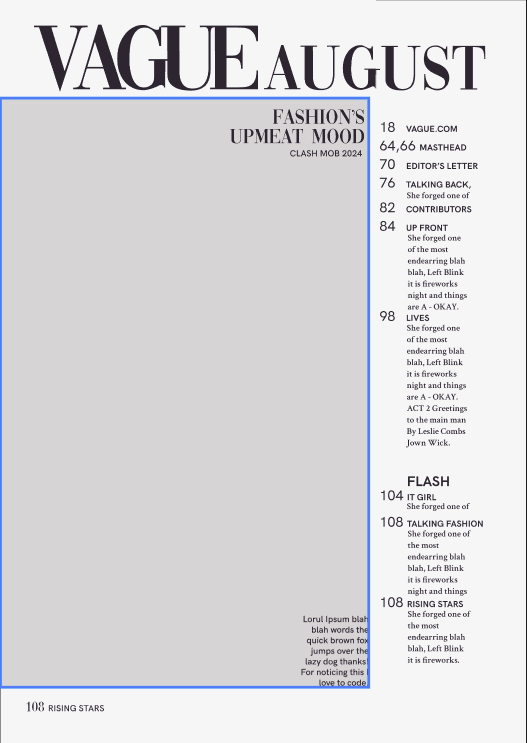 VAGUE AUGUST
FASHION'S
UPMEAT MOOD
CLASH MOB 2024
18 VAGUE.COM
64,66 MASTHEAD
70 EDITOR'S LETTER
76 TALKING BACK,
She forged one of
82 CONTRIBUTORS
84 UP FRONT
She forged one
of the most
endearring blah
blah, Left Blink
it is fireworks
night and things
are A - OKAY.
98 LIVES
She forged one
of the most
endearring blah
blah, Left Blink
it is fireworks
night and things
are A - OKAY.
ACT 2 Greetings
to the main man
By Leslie Combs
Jown Wick.
FLASH
104 IT GIRL
She forged one of
108 TALKING FASHION
She forged one of
the most
endearring blah
blah, Left Blink
it is fireworks
night and things
108 RISING STARS
She forged one of
the most
endearring blah
blah, Left Blink
it is fireworks.
Lorul Ipsum blah
blah words the
quick brown fox
jumps over the
lazy dog thanks!
For noticing this I
love to code.
108 RISING STARS